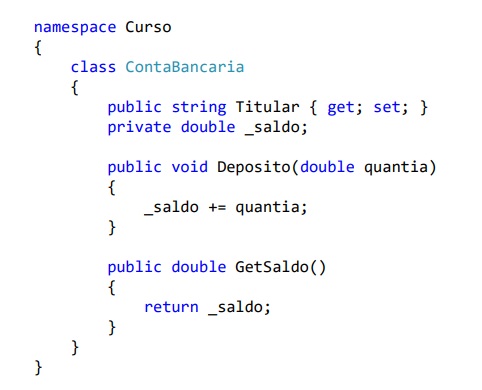 namespace Curso
{
    class ContaBancaria
    {
        public string Titular { get; set; }
        private double _saldo;

        public void Deposito(double quantia)
        {
            _saldo += quantia;
        }

        public double GetSaldo()
        {
            return _saldo;
        }
    }
}